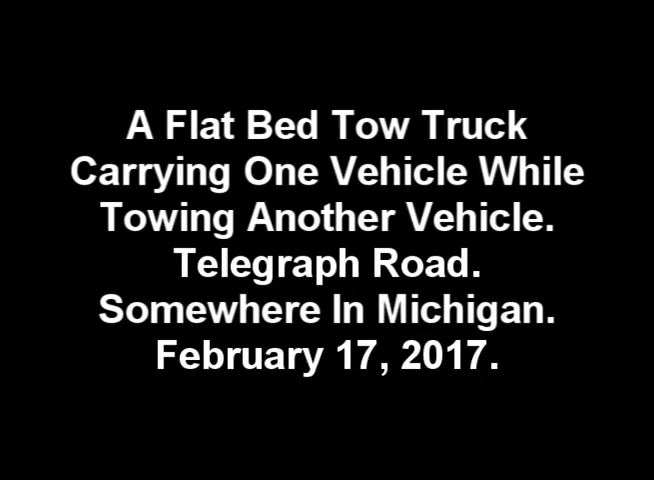 A Flat Bed Tow Truck
Carrying One Vehicle While
Towing Another Vehicle.
Telegraph Road.
Somewhere In Michigan.
February 17, 2017.